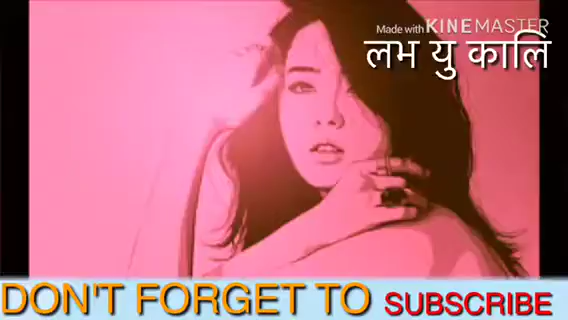 Made with KINEMASTER
लभ यु कालि
DON'T FORGET TO SUBSCRIBE